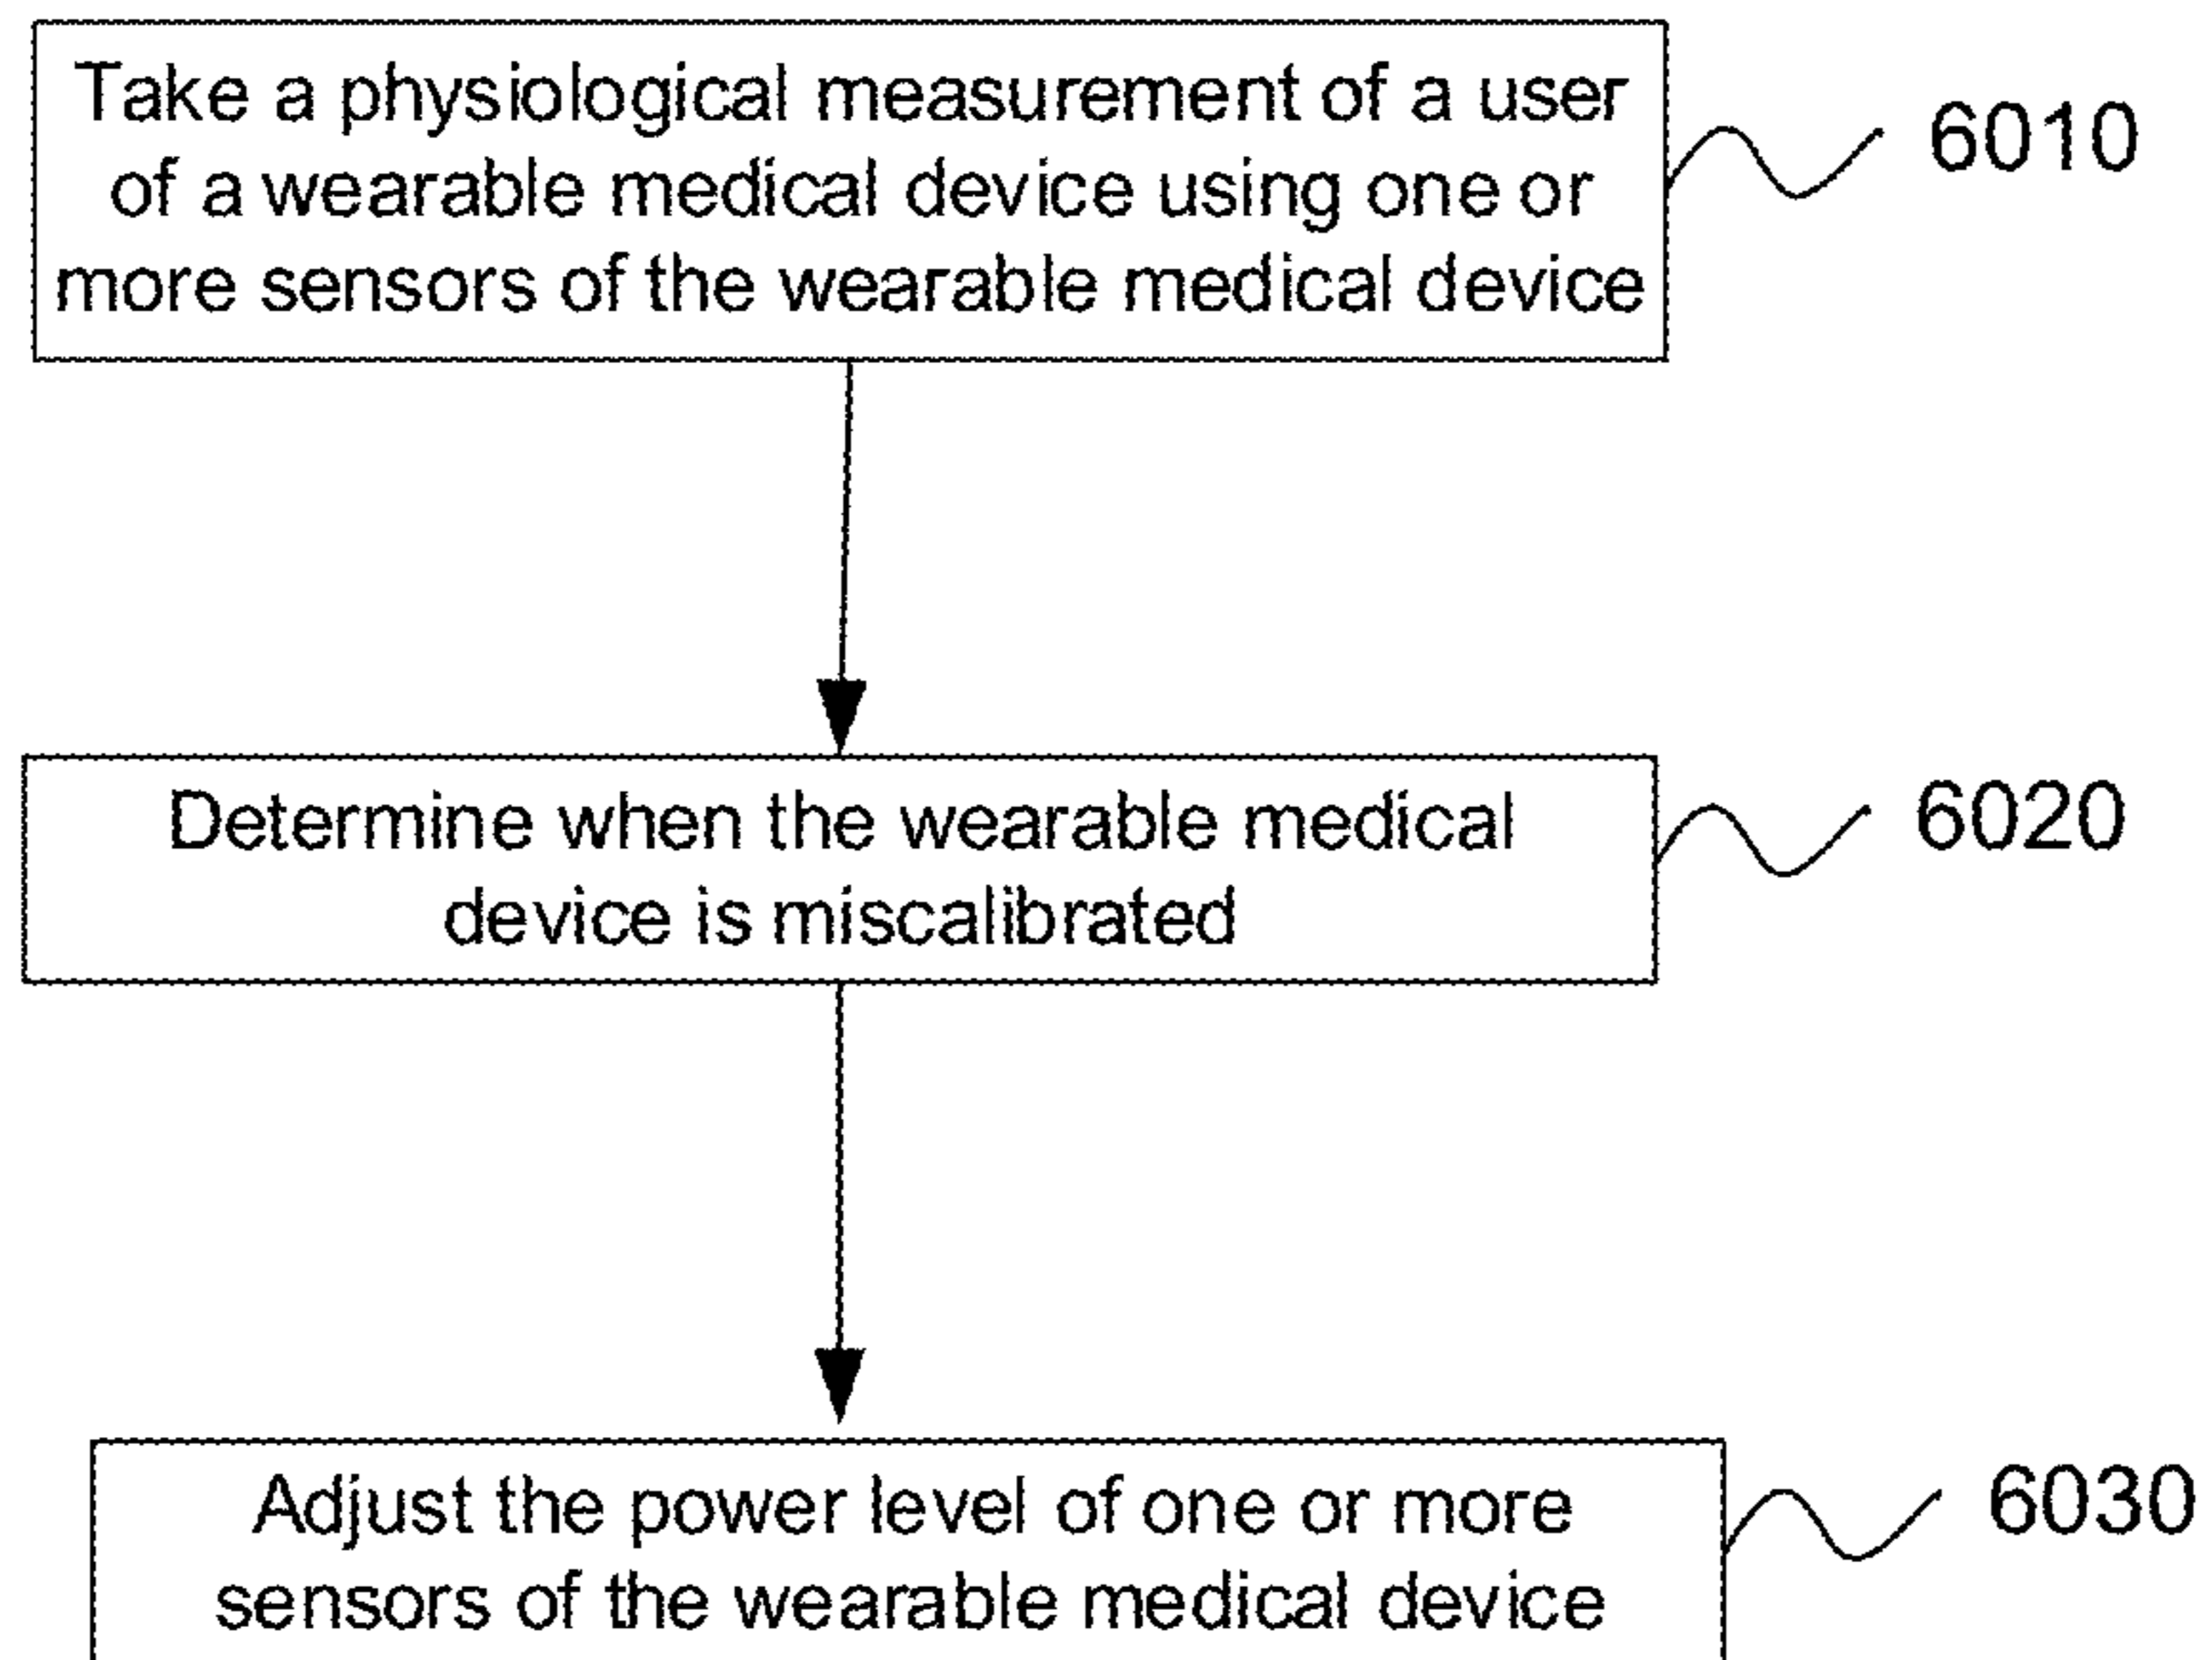 Take a physiological measurement of a user
of a wearable medical device using one or
more sensors of the wearable medical device
6010
Determine when the wearable medical
device is miscalibrated
6020
Adjust the power level of one or more
sensors of the wearable medical device
6030